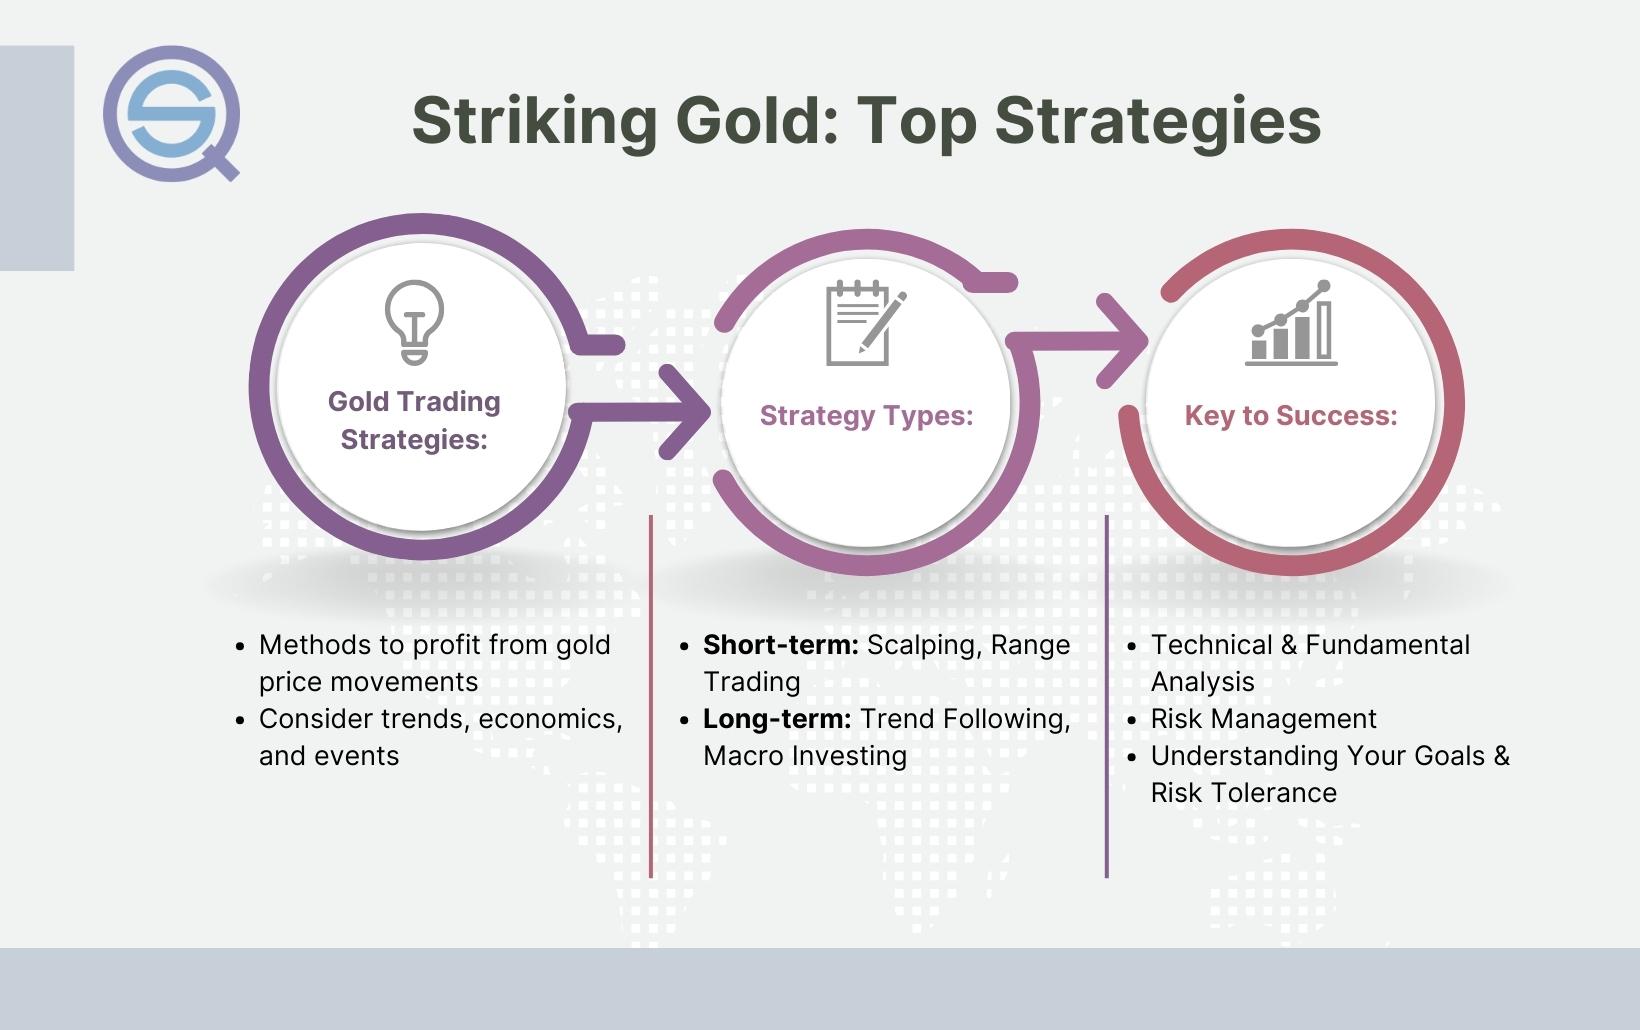 Striking Gold: Top Strategies
Gold Trading
Strategies:
Strategy Types:
Key to Success:
• Methods to profit from gold
price movements
• Consider trends, economics,
and events
• Short-term: Scalping, Range
Trading
• Long-term: Trend Following,
Macro Investing
• Technical & Fundamental
Analysis
• Risk Management
• Understanding Your Goals &
Risk Tolerance